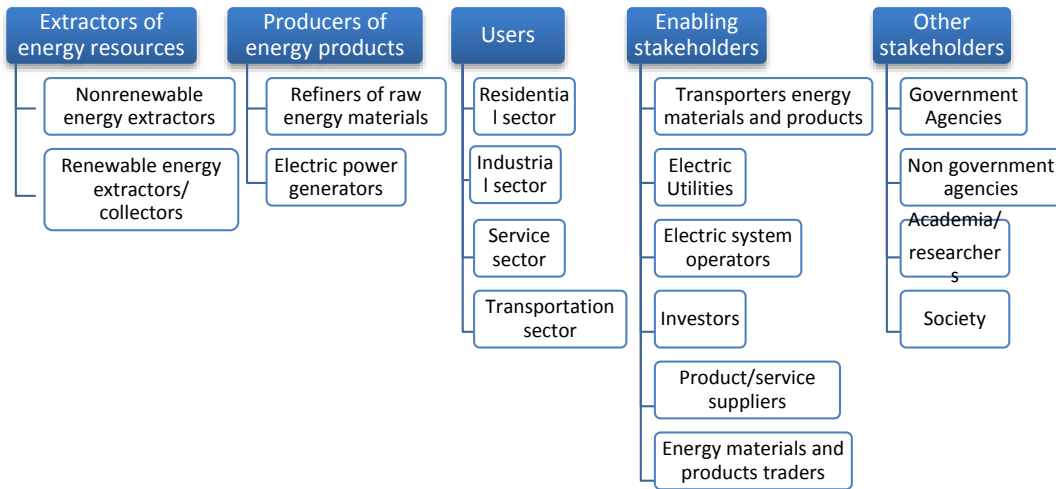 Extractors of
energy resources
Nonrenewable
energy extractors
Renewable energy
extractors/
collectors
Producers of
energy products
Refiners of raw
energy materials
Electric power
generators
Users
Residentia
l sector
Industria
l sector
Service
sector
Transportation
sector
Enabling
stakeholders
Transporters energy
materials and products
Electric
Utilities
Electric system
operators
Investors
Product/service
suppliers
Energy materials and
products traders
Other
stakeholders
Government
Agencies
Non government
agencies
Academia/
researcher
s
Society